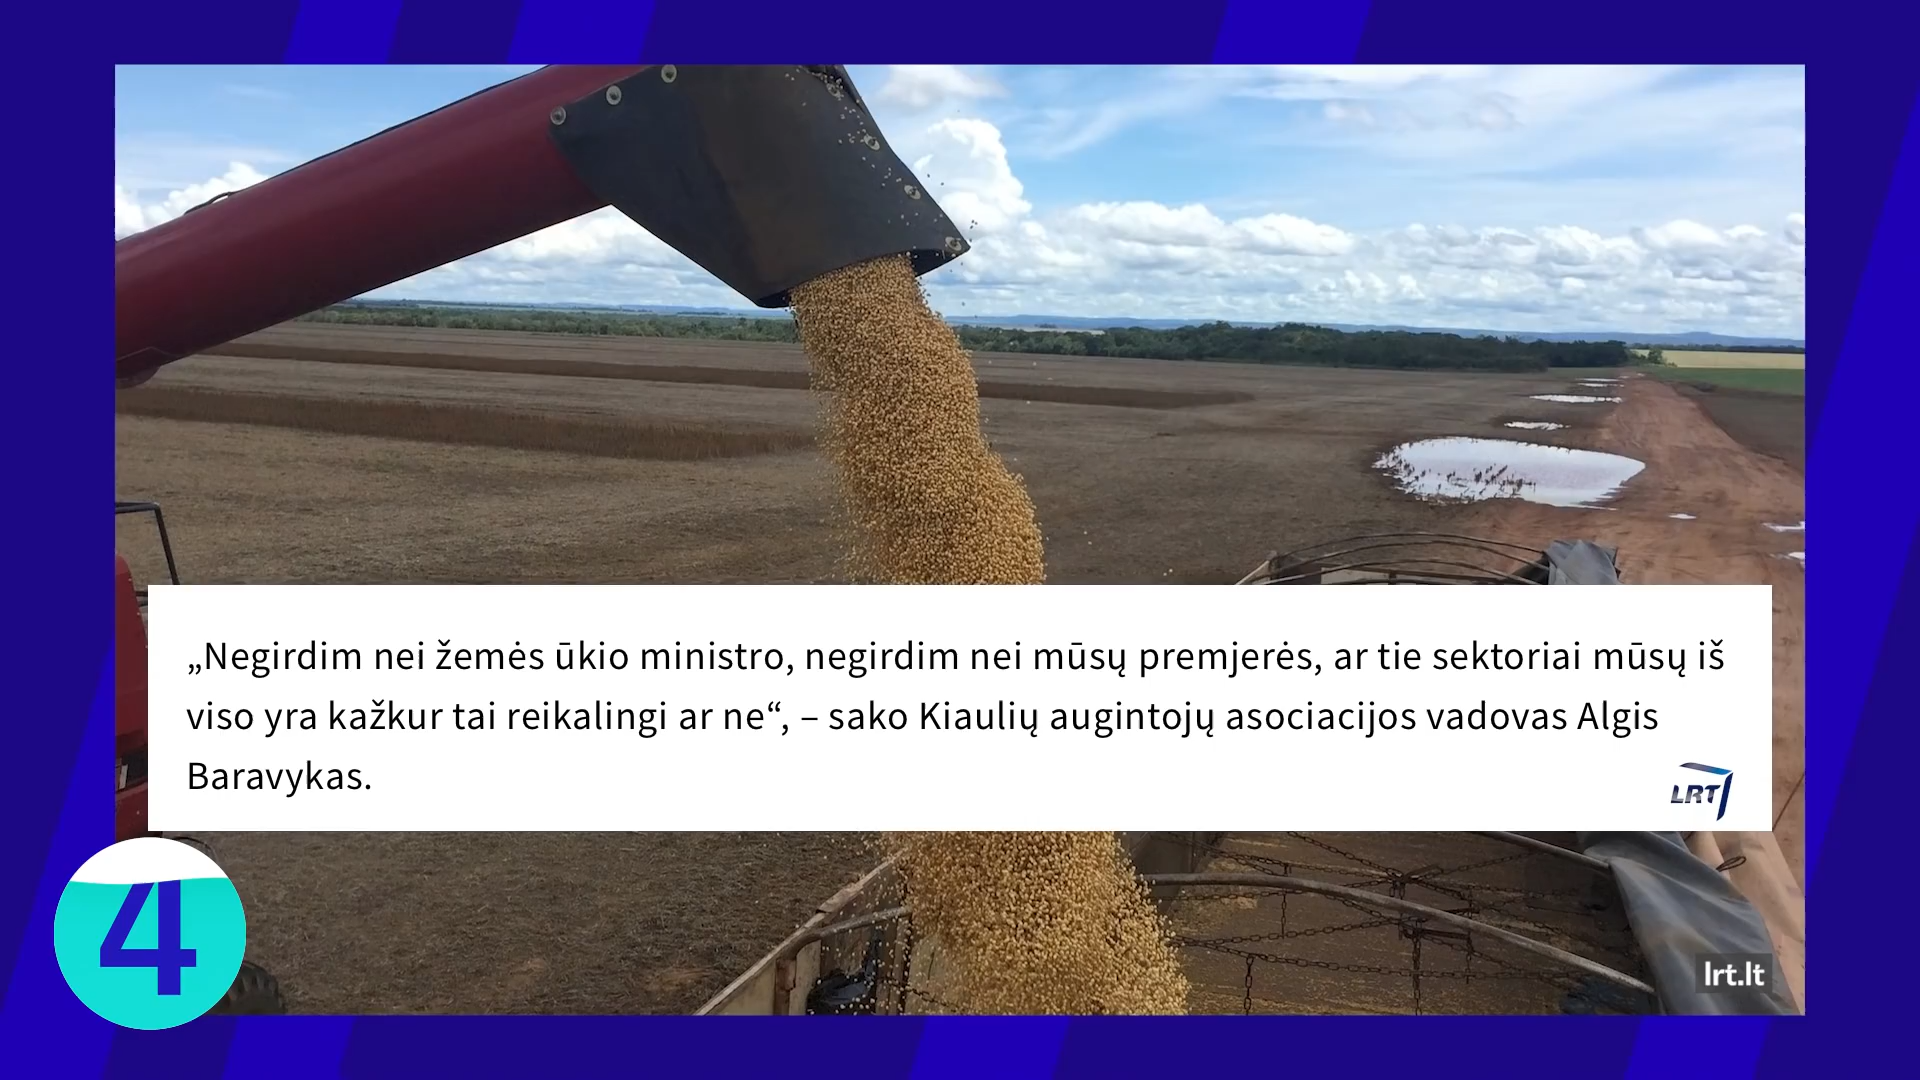 „Negirdim nei žemės ūkio ministro, negirdim nei mūsų premjerės, ar tie sektoriai mūsų iš
viso yra kažkur tai reikalingi ar ne“, – sako Kiaulių augintojų asociacijos vadovas Algis
Baravykas.
LRT
4
lrt.lt